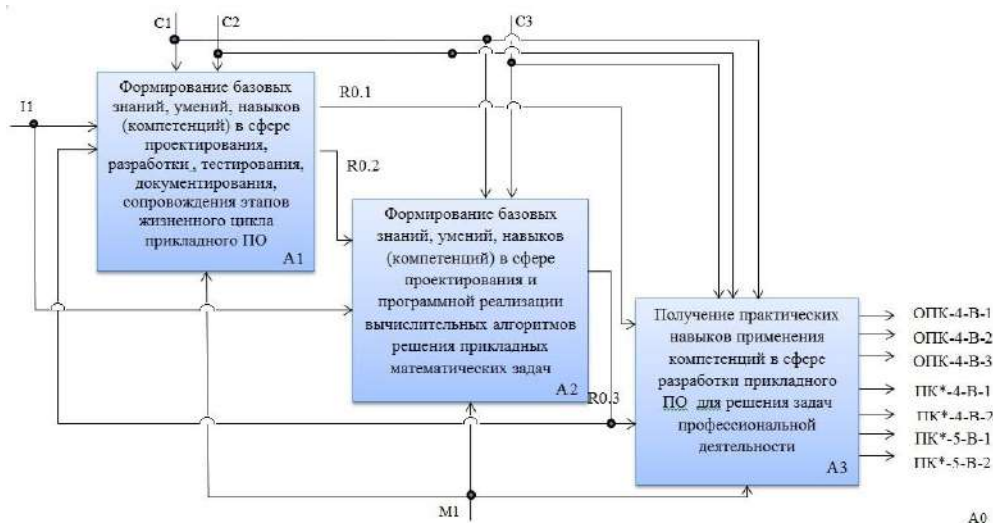 C1
C2
C3
I1
Формирование базовых
знаний, умений, навыков
(компетенций) в сфере
проектирования,
разработки, тестирования,
документирования,
сопровождения этапов
жизненного цикла
прикладного ПО
A1
R0.1
R0.2
Формирование базовых
знаний, умений, навыков
(компетенций) в сфере
проектирования и
программной реализации
вычислительных алгоритмов
решения прикладных
математических задач
A2
R0.3
Получение практических
навыков применения
компетенций в сфере
разработки прикладного
ПО для решения задач
профессиональной
деятельности
A3
ОПК-4-В-1
ОПК-4-В-2
ОПК-4-В-3
ПК*-4-В-1
ПК*-4-В-2
ПК*-5-В-1
ПК*-5-В-2
M1
A0